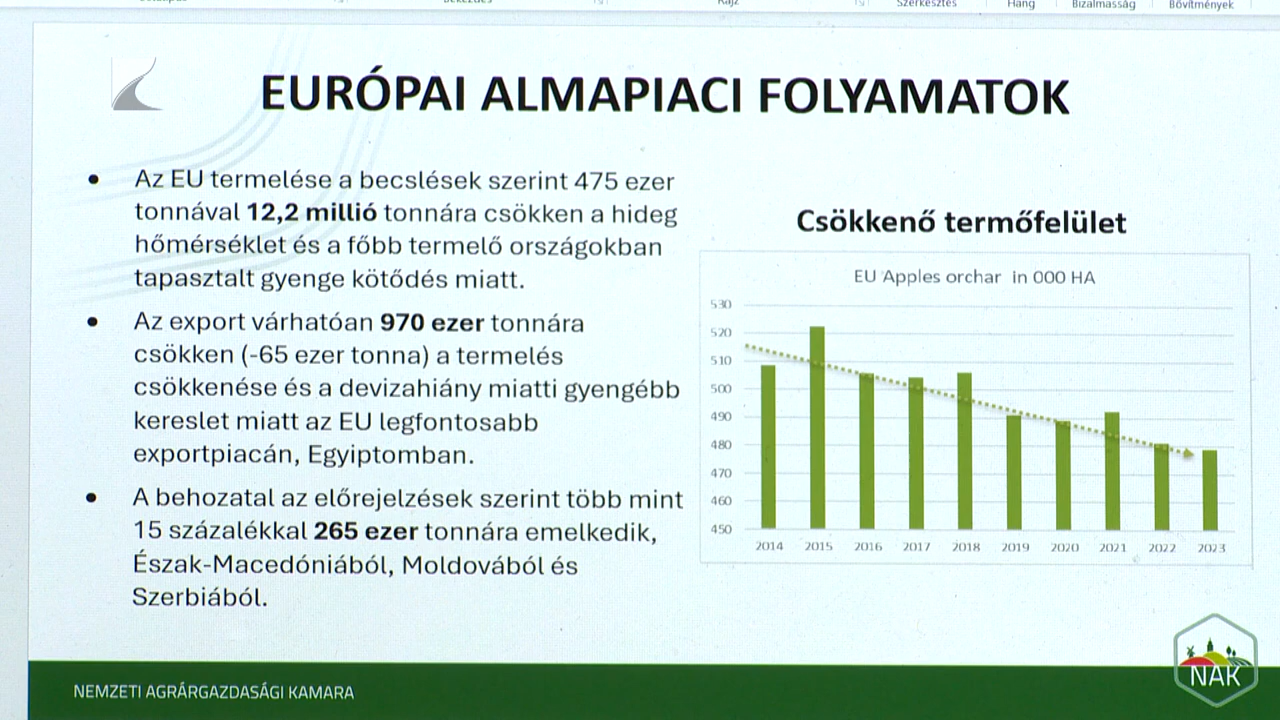 Szerkesztés Hang Bizalmasság Bővítmények
EURÓPAI ALMAPIACI FOLYAMATOK
• Az EU termelése a becslések szerint 475 ezer
tonnával 12,2 millió tonnára csökken a hideg
hőmérséklet és a főbb termelő országokban
tapasztalt gyenge kötődés miatt.
• Az export várhatóan 970 ezer tonnára
csökken (-65 ezer tonna) a termelés
csökkenése és a devizahiány miatti gyengébb
kereslet miatt az EU legfontosabb
exportpiacán, Egyiptomban.
• A behozatal az előrejelzések szerint több mint
15 százalékkal 265 ezer tonnára emelkedik,
Észak-Macedóniából, Moldovából és
Szerbiából.
Csökkenő termőfelület
EU Apples orchar in 000 HA
530
520
510
500
490
480
470
460
450
2014 2015 2016 2017 2018 2019 2020 2021 2022 2023
NEMZETI AGRÁRGAZDASÁGI KAMARA
NAK